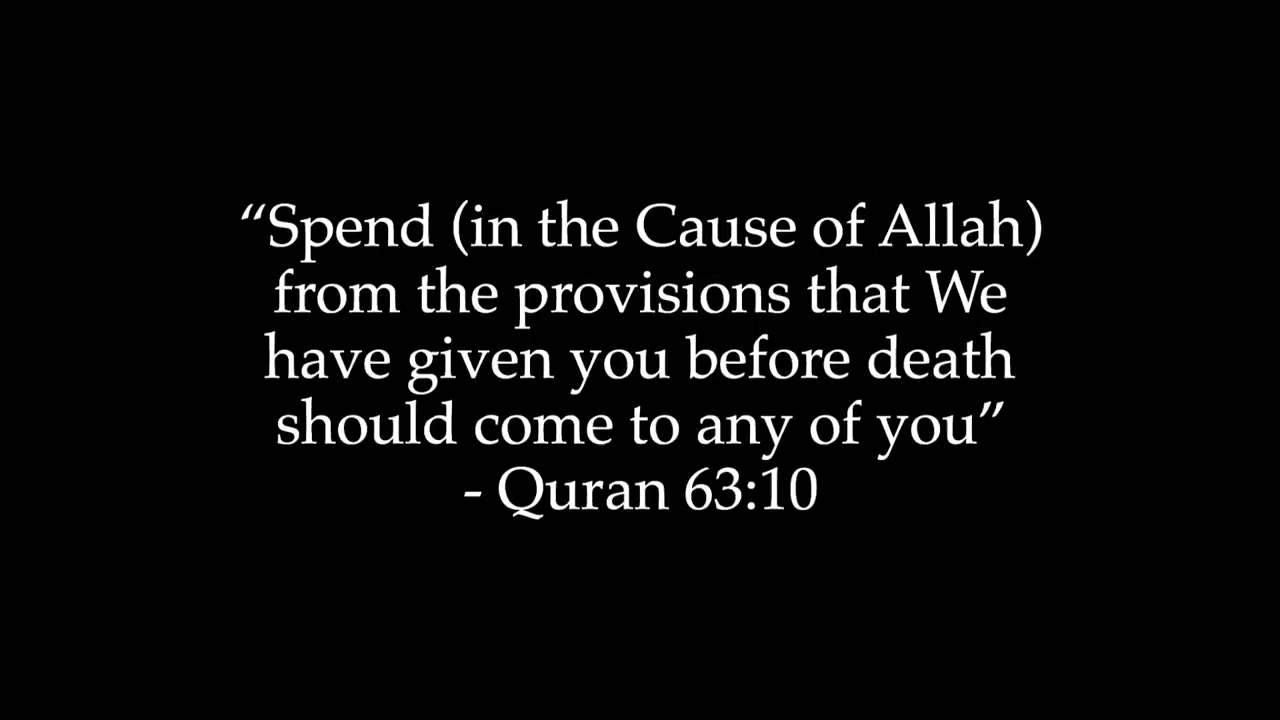 “Spend (in the Cause of Allah)
from the provisions that We
have given you before death
should come to any of you”
- Quran 63:10